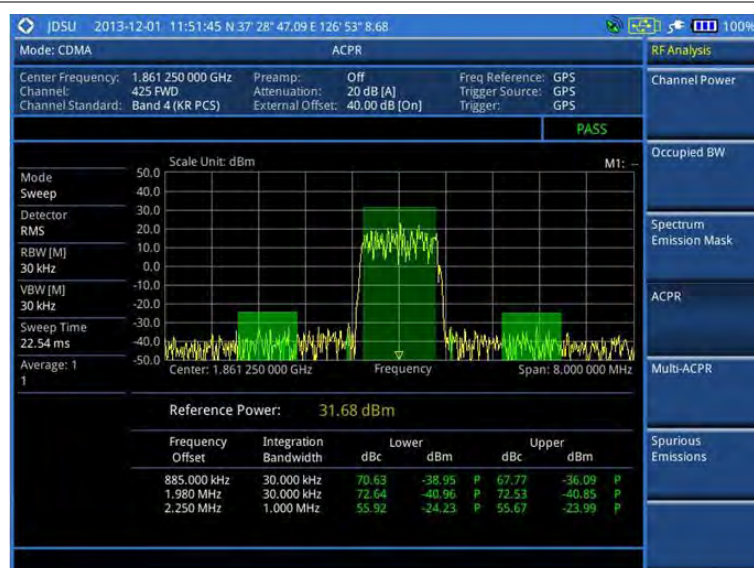 JDSU 2013-12-01 11:51:45 N 37° 28" 47.09 E 126° 53" 8.68 100%
Mode: CDMA ACPR RF Analysis
Center Frequency: 1.861 250 000 GHz Preamp: Off Freq Reference: GPS
Channel: 425 FWD Attenuation: 20 dB [A] Trigger Source: GPS
Channel Standard: Band 4 (KR PCS) External Offset: 40.00 dB [On] Trigger: GPS
PASS
Channel Power
Occupied BW
Spectrum
Emission Mask
ACPR
Multi-ACPR
Spurious
Emissions
Mode
Sweep
Detector
RMS
RBW [M]
30 kHz
VBW [M]
30 kHz
Sweep Time
22.54 ms
Average: 1
1
Scale Unit: dBm M1: --
50.0
40.0
30.0
20.0
10.0
0.0
-10.0
-20.0
-30.0
-40.0
-50.0
Center: 1.861 250 000 GHz Frequency Span: 8.000 000 MHz
Reference Power: 31.68 dBm
Frequency Integration Lower Upper
Offset Bandwidth dBc dBm dBc dBm
885.000 kHz 30.000 kHz 70.63 -38.95 P 67.77 -36.09 P
1.980 MHz 30.000 kHz 72.64 -40.96 P 72.53 -40.85 P
2.250 MHz 1.000 MHz 55.92 -24.23 P 55.67 -23.99 P